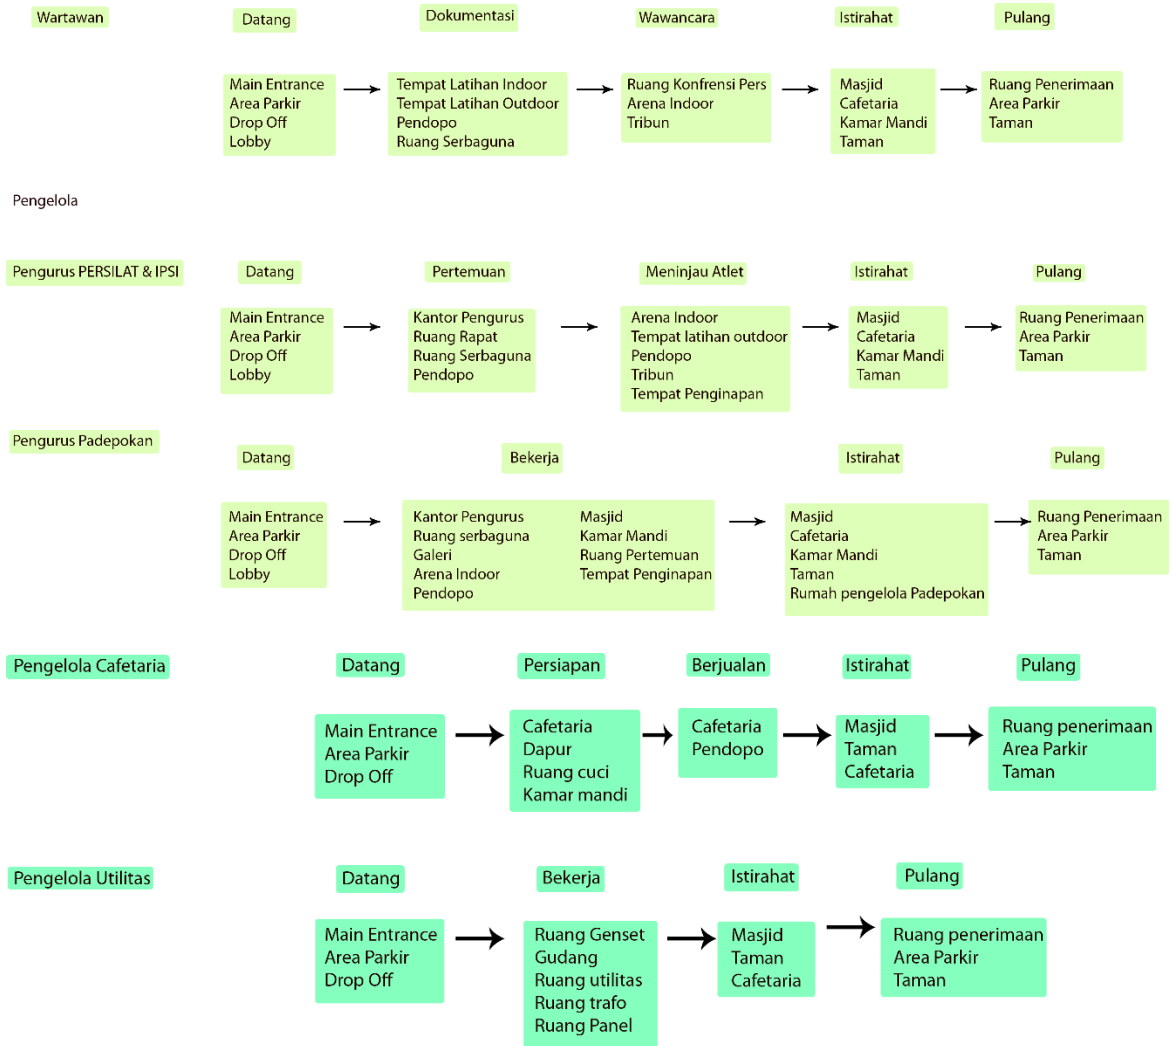 Wartawan
Datang
Dokumentasi
Wawancara
Istirahat
Pulang
Main Entrance
Area Parkir
Drop Off
Lobby
Tempat Latihan Indoor
Tempat Latihan Outdoor
Pendopo
Ruang Serbaguna
Ruang Konfrensi Pers
Arena Indoor
Tribun
Masjid
Cafetaria
Kamar Mandi
Taman
Ruang Penerimaan
Area Parkir
Taman
Pengelola
Pengurus PERSILAT & IPSI
Datang
Pertemuan
Meninjau Atlet
Istirahat
Pulang
Main Entrance
Area Parkir
Drop Off
Lobby
Kantor Pengurus
Ruang Rapat
Ruang Serbaguna
Pendopo
Arena Indoor
Tempat latihan outdoor
Pendopo
Tribun
Tempat Penginapan
Masjid
Cafetaria
Kamar Mandi
Taman
Ruang Penerimaan
Area Parkir
Taman
Pengurus Padepokan
Datang
Bekerja
Istirahat
Pulang
Main Entrance
Area Parkir
Drop Off
Lobby
Kantor Pengurus
Ruang serbaguna
Galeri
Arena Indoor
Pendopo
Masjid
Kamar Mandi
Ruang Pertemuan
Tempat Penginapan
Masjid
Cafetaria
Kamar Mandi
Taman
Rumah pengelola Padepokan
Ruang Penerimaan
Area Parkir
Taman
Pengelola Cafetaria
Datang
Persiapan
Berjualan
Istirahat
Pulang
Main Entrance
Area Parkir
Drop Off
Cafetaria
Dapur
Ruang cuci
Kamar mandi
Cafetaria
Pendopo
Masjid
Taman
Cafetaria
Ruang penerimaan
Area Parkir
Taman
Pengelola Utilitas
Datang
Bekerja
Istirahat
Pulang
Main Entrance
Area Parkir
Drop Off
Ruang Genset
Gudang
Ruang utilitas
Ruang trafo
Ruang Panel
Masjid
Taman
Cafetaria
Ruang penerimaan
Area Parkir
Taman